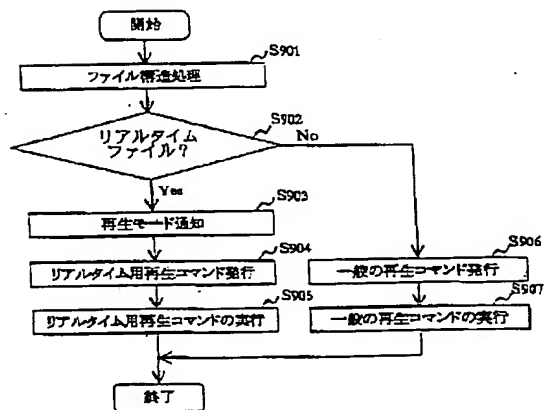 開始
S901
ファイル構造処理
S902
リアルタイム
ファイル?
No
Yes
S903
再生モード通知
S904
リアルタイム用再生コマンド発行
S905
リアルタイム用再生コマンドの実行
S906
一般の再生コマンド発行
S907
一般の再生コマンドの実行
終了